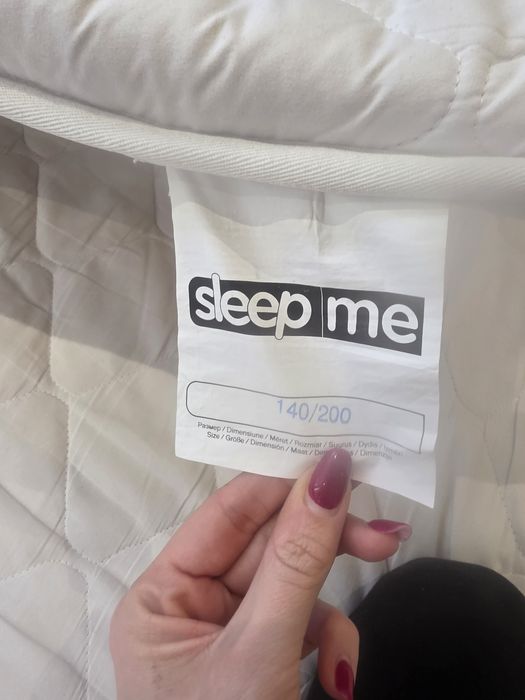 sleep me
140/200
Размер / Dimensiune / Méret / Rozmiar / Suurus / Dydis /
Size / Größe / Dimensión / Maat /